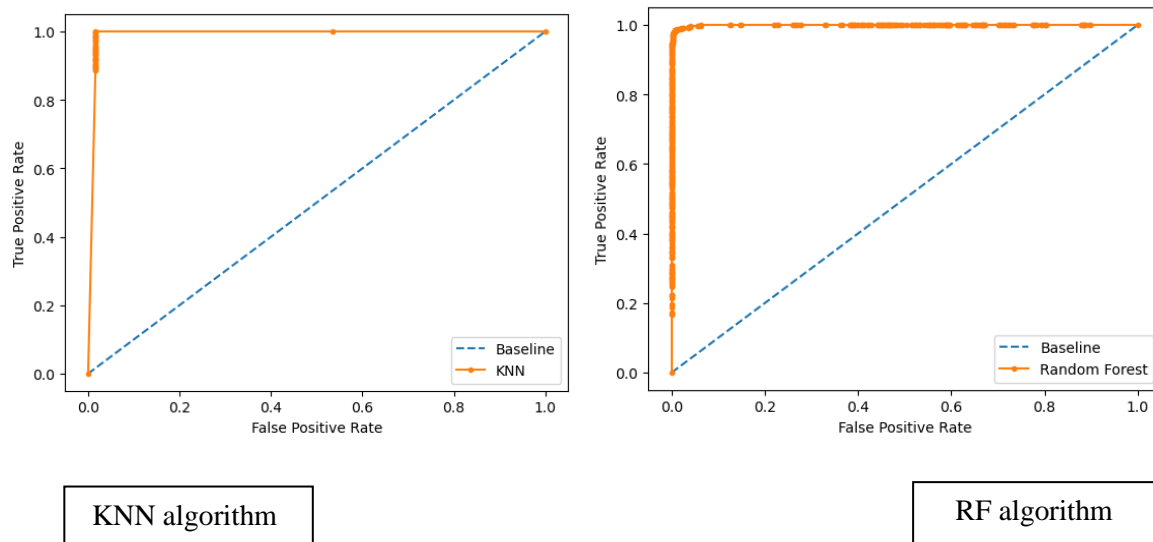 1.0
0.8
0.6
0.4
0.2
0.0
True Positive Rate
0.0 0.2 0.4 0.6 0.8 1.0
False Positive Rate
Baseline
KNN
1.0
0.8
0.6
0.4
0.2
0.0
True Positive Rate
0.0 0.2 0.4 0.6 0.8 1.0
False Positive Rate
Baseline
Random Forest
KNN algorithm
RF algorithm